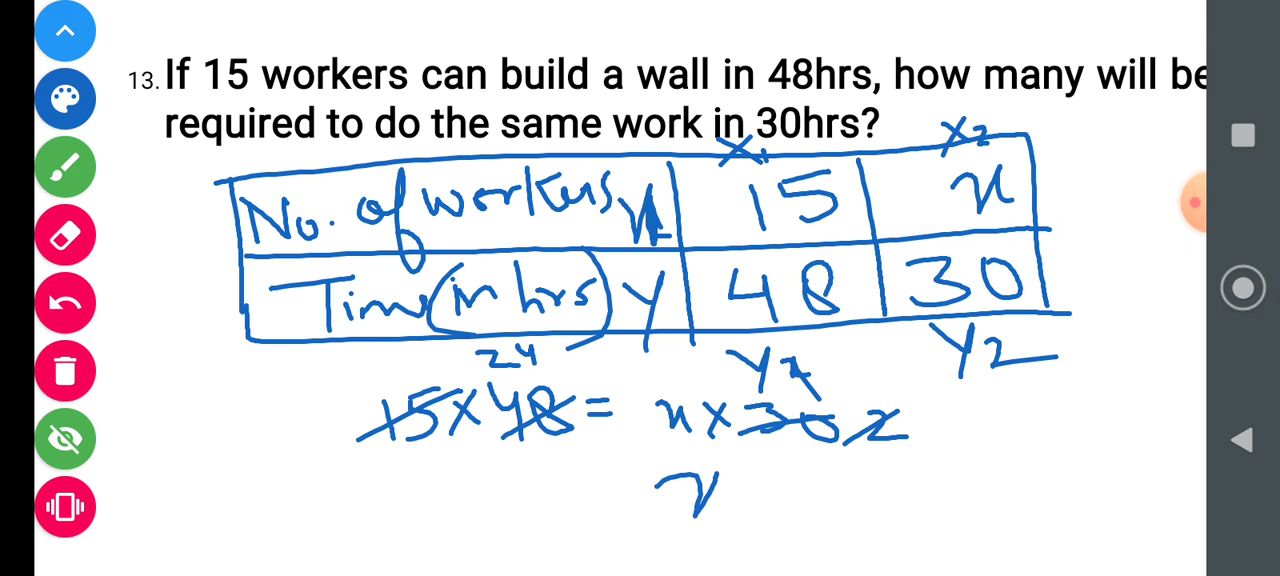 13. If 15 workers can build a wall in 48hrs, how many will be
required to do the same work in 30hrs?
X1 X2
No. of workers x 15 x
Time (in hrs) y 48 30
24 Y1 Y2
15 × 48 = x × 30 2
x